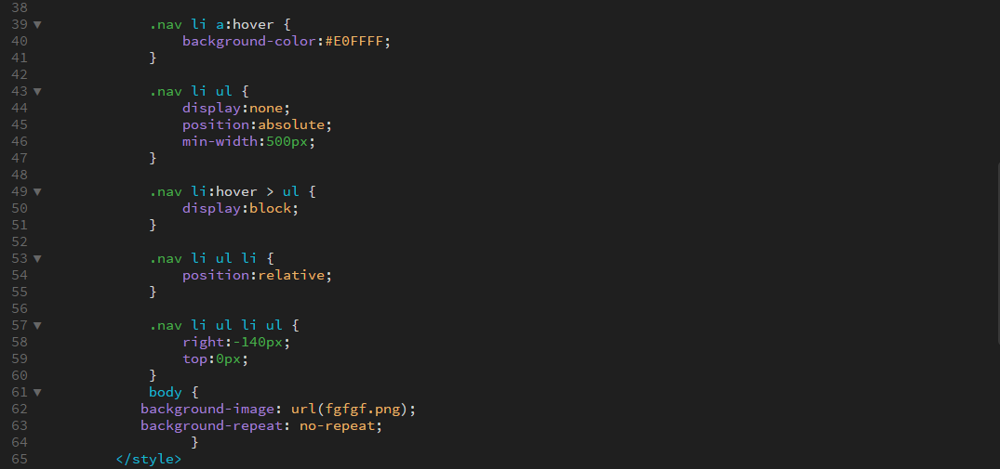 38
39 .nav li a:hover {
40 background-color:#E0FFFF;
41 }
42
43 .nav li ul {
44 display:none;
45 position:absolute;
46 min-width:500px;
47 }
48
49 .nav li:hover > ul {
50 display:block;
51 }
52
53 .nav li ul li {
54 position:relative;
55 }
56
57 .nav li ul li ul {
58 right:-140px;
59 top:0px;
60 }
61 body {
62 background-image: url(fgfgf.png);
63 background-repeat: no-repeat;
64 }
65 </style>